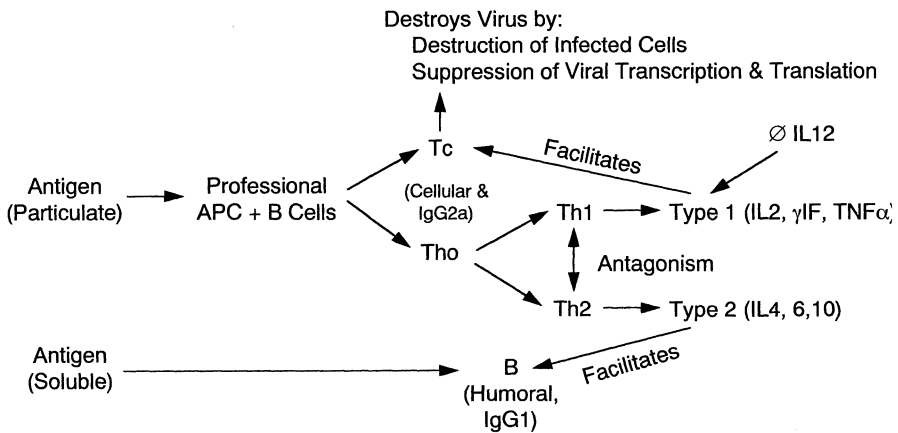 Destroys Virus by:
Destruction of Infected Cells
Suppression of Viral Transcription & Translation
∅ IL12
Tc
Facilitates
Antigen
(Particulate)
Professional
APC + B Cells
(Cellular &
IgG2a)
Th1
Type 1 (IL2, γIF, TNFα)
Tho
Antagonism
Th2
Type 2 (IL4, 6,10)
Antigen
(Soluble)
B
(Humoral,
IgG1)
Facilitates